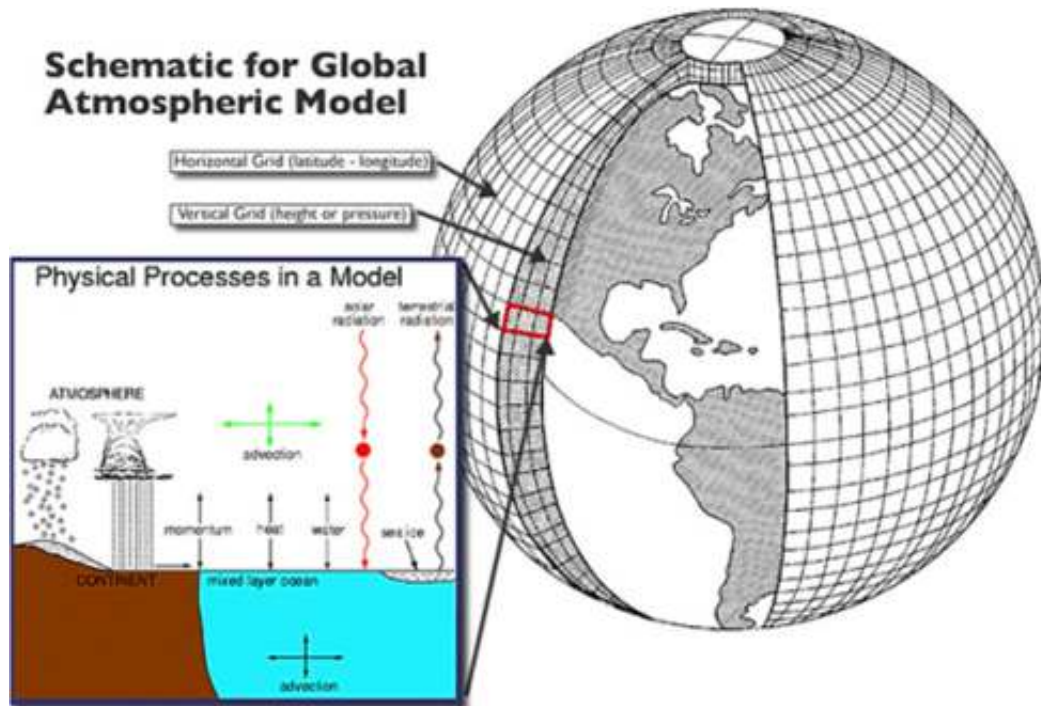 Schematic for Global
Atmospheric Model
Horizontal Grid (latitude - longitude)
Vertical Grid (height or pressure)
Physical Processes in a Model
solar
radiation
terrestrial
radiation
ATMOSPHERE
advection
momentum
heat
water
sea ice
CONTINENT
mixed layer ocean
advection